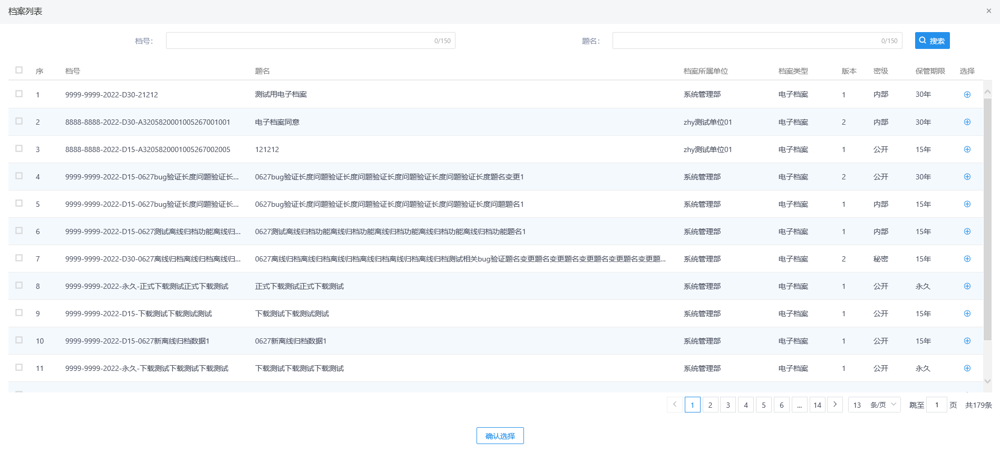 档案列表 ×
档号： 0/150 题名： 0/150 搜索
序 档号 题名 档案所属单位 档案类型 版本 密级 保管期限 选择
1 9999-9999-2022-D30-21212 测试用电子档案 系统管理部 电子档案 1 内部 30年
2 8888-8888-2022-D30-A3205820001005267001001 电子档案同意 zhy测试单位01 电子档案 2 内部 30年
3 8888-8888-2022-D15-A3205820001005267002005 121212 zhy测试单位01 电子档案 1 公开 15年
4 9999-9999-2022-D15-0627bug验证长度问题验证长... 0627bug验证长度问题验证长度问题验证长度问题验证长度问题验证长度题名变更1 系统管理部 电子档案 2 公开 30年
5 9999-9999-2022-D15-0627bug验证长度问题验证长... 0627bug验证长度问题验证长度问题验证长度问题验证长度问题验证长度问题题名1 系统管理部 电子档案 1 内部 15年
6 9999-9999-2022-D15-0627测试离线归档功能离线归... 0627测试离线归档功能离线归档功能离线归档功能离线归档功能离线归档功能题名1 系统管理部 电子档案 1 内部 15年
7 9999-9999-2022-D30-0627离线归档离线归档离线归... 0627离线归档离线归档离线归档离线归档离线归档离线归档测试相关bug验证题名变更题名变更题名变更题名变更题名变更题... 系统管理部 电子档案 2 秘密 15年
8 9999-9999-2022-永久-正式下载测试正式下载测试 正式下载测试正式下载测试 系统管理部 电子档案 1 公开 永久
9 9999-9999-2022-D15-下载测试下载测试测试 下载测试下载测试测试 系统管理部 电子档案 1 公开 15年
10 9999-9999-2022-D15-0627新离线归档数据1 0627新离线归档数据1 系统管理部 电子档案 1 公开 15年
11 9999-9999-2022-永久-下载测试下载测试下载测试 下载测试下载测试下载测试 系统管理部 电子档案 1 公开 永久
1 2 3 4 5 6 ... 14 13 条/页 跳至 1 页 共179条
确认选择